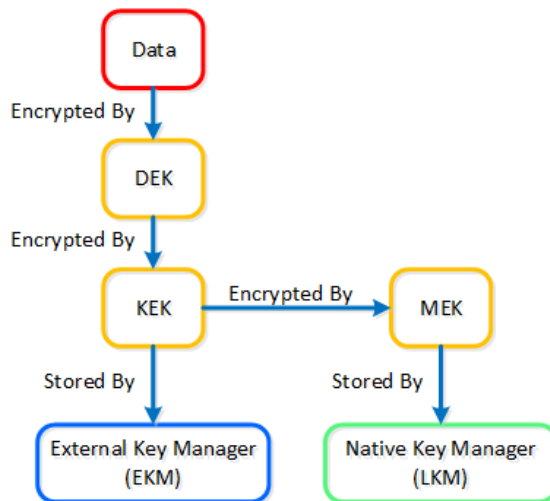 Data
Encrypted By
DEK
Encrypted By
KEK
Encrypted By
MEK
Stored By
Stored By
External Key Manager
(EKM)
Native Key Manager
(LKM)